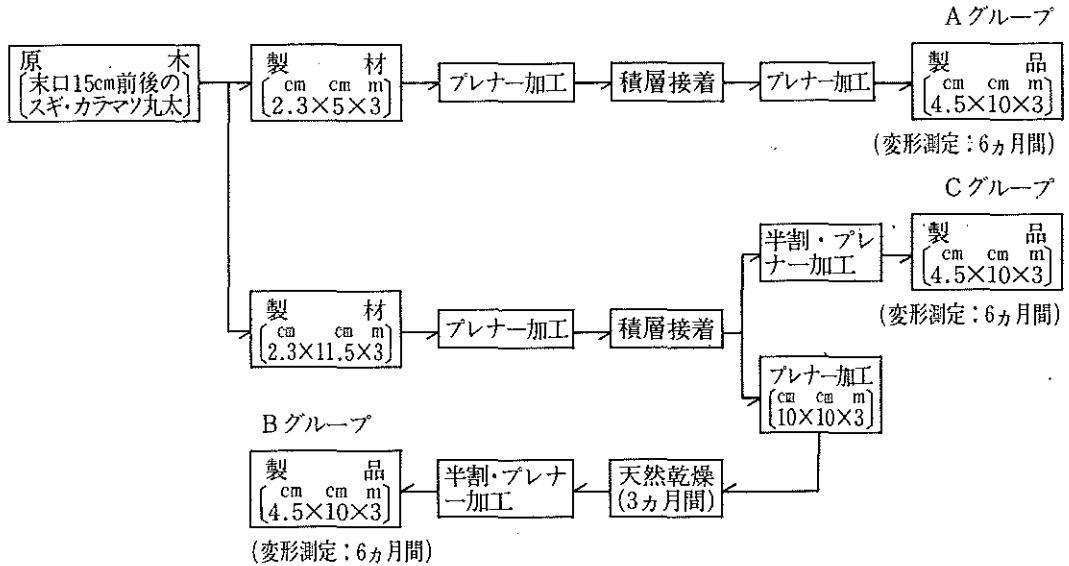 Aグループ
原木
〔末口15cm前後の
スギ・カラマツ丸太〕
製材
cm cm m
〔2.3×5×3〕
プレナー加工
積層接着
プレナー加工
製品
cm cm m
〔4.5×10×3〕
(変形測定:6ヵ月間)
Cグループ
半割・プレ
ナー加工
製品
cm cm m
〔4.5×10×3〕
(変形測定:6ヵ月間)
製材
cm cm m
〔2.3×11.5×3〕
プレナー加工
積層接着
プレナー加工
cm cm m
〔10×10×3〕
Bグループ
製品
cm cm m
〔4.5×10×3〕
(変形測定:6ヵ月間)
半割・プレナ
ー加工
天然乾燥
(3ヵ月間)